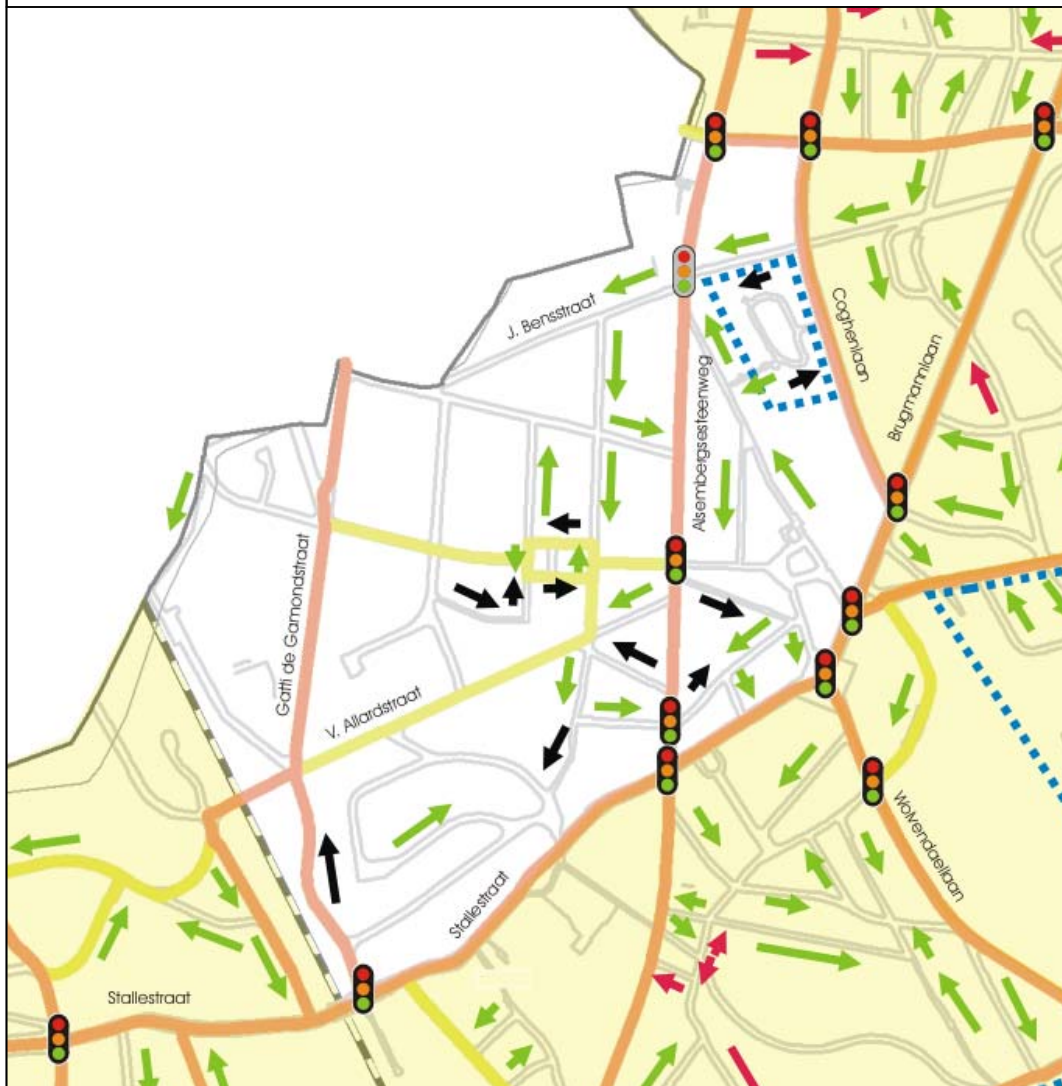 J. Bensstraat
Coghenlaan
Alsembergsesteenweg
Brugmannlaan
Gatti de Gamondstraat
V. Allardstraat
Wolvendaellaan
Stallestraat
Stallestraat